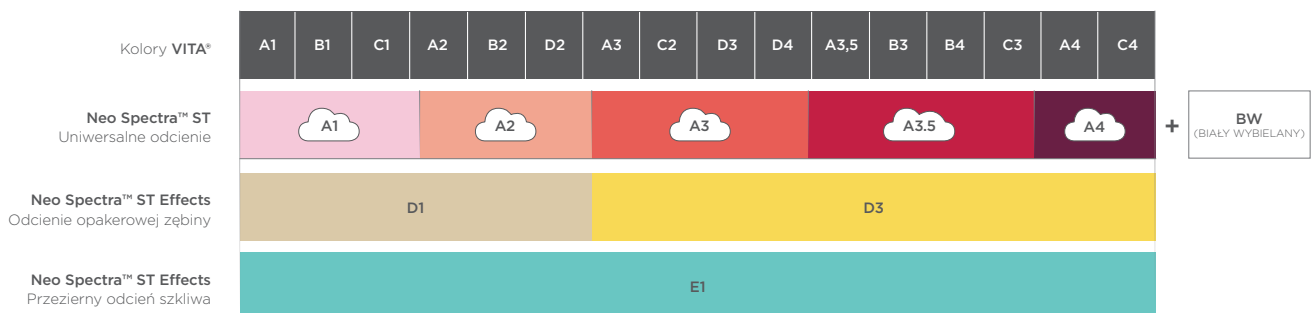 Kolory VITA® A1 B1 C1 A2 B2 D2 A3 C2 D3 D4 A3,5 B3 B4 C3 A4 C4
Neo Spectra™ ST
Uniwersalne odcienie
A1 A2 A3 A3.5 A4 + BW
(BIAŁY WYBIELANY)
Neo Spectra™ ST Effects
Odcienie opakerowej zębiny
D1 D3
Neo Spectra™ ST Effects
Przezierny odcień szkliwa
E1